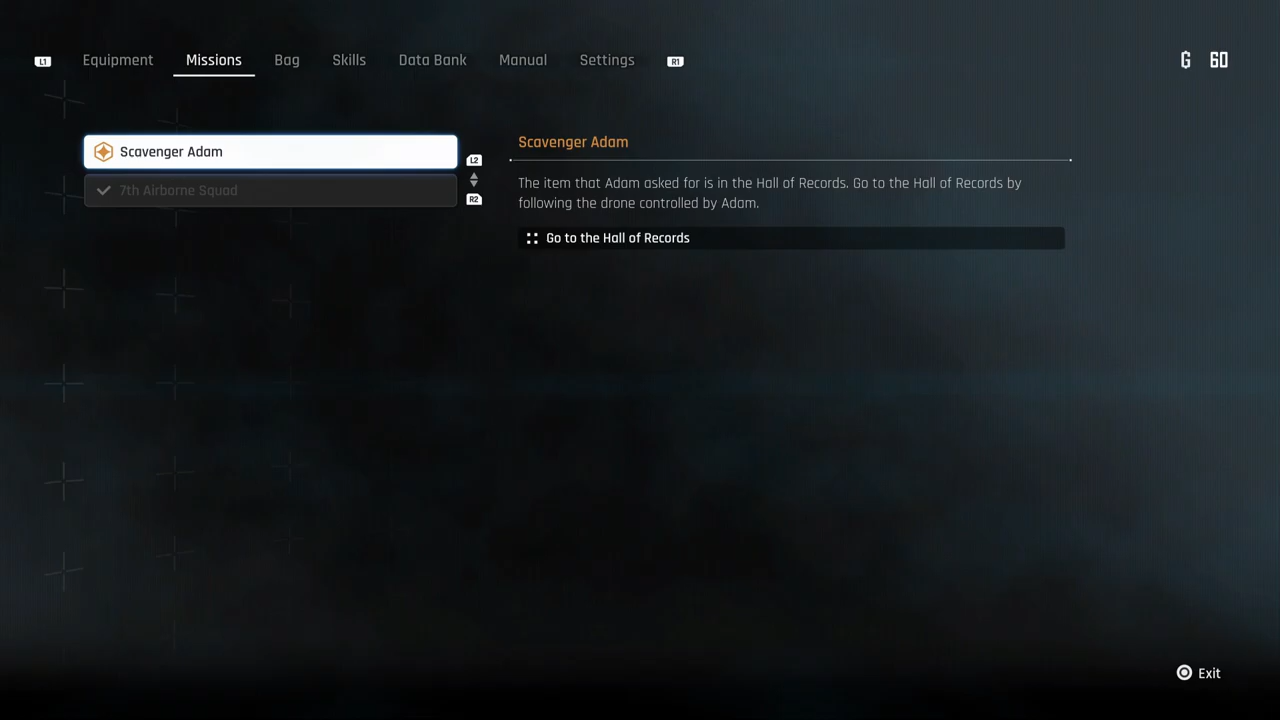 L1 Equipment Missions Bag Skills Data Bank Manual Settings R1 G 60
Scavenger Adam
7th Airborne Squad
L2
R2
Scavenger Adam
The item that Adam asked for is in the Hall of Records. Go to the Hall of Records by
following the drone controlled by Adam.
Go to the Hall of Records
Exit